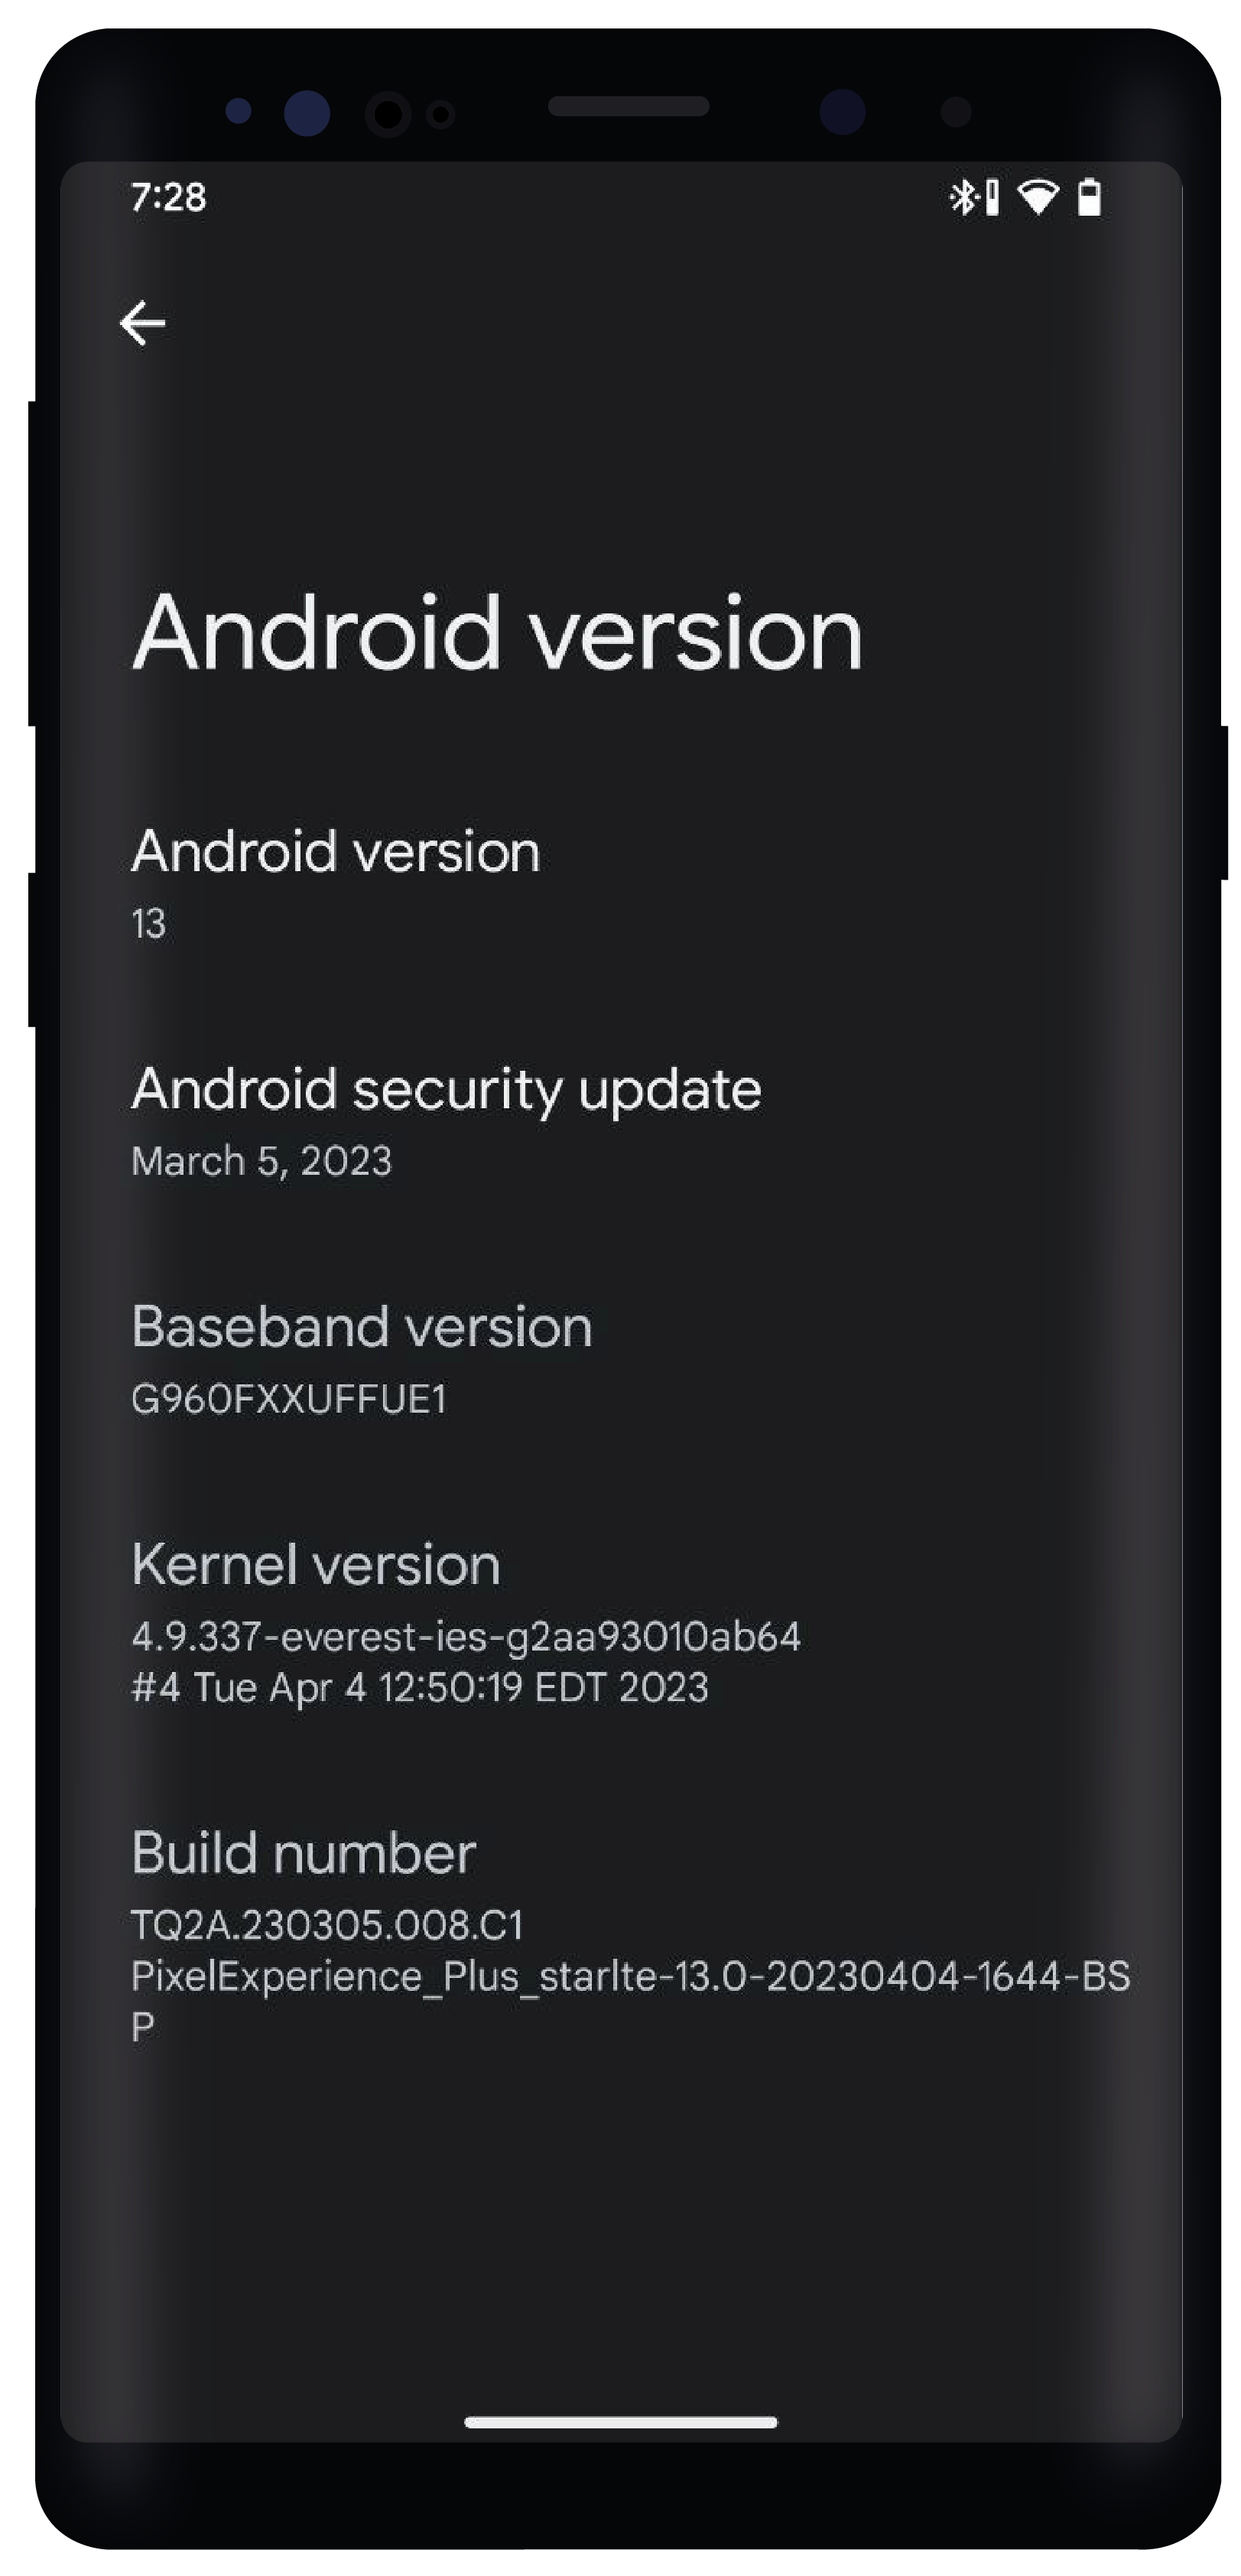 7:28
Android version
Android version
13
Android security update
March 5, 2023
Baseband version
G960FXXUFFUE1
Kernel version
4.9.337-everest-ies-g2aa93010ab64
#4 Tue Apr 4 12:50:19 EDT 2023
Build number
TQ2A.230305.008.C1
PixelExperience_Plus_starlte-13.0-20230404-1644-BS
P